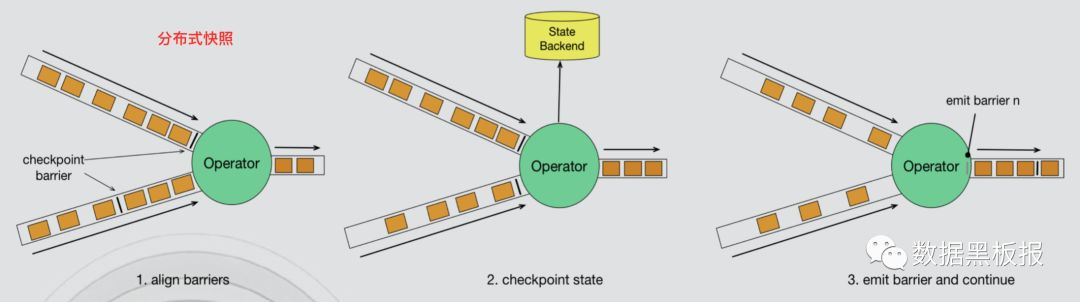 分布式快照
State
Backend
emit barrier n
checkpoint
barrier
Operator
Operator
Operator
1. align barriers
2. checkpoint state
3. emit barrier and continue
数据黑板报